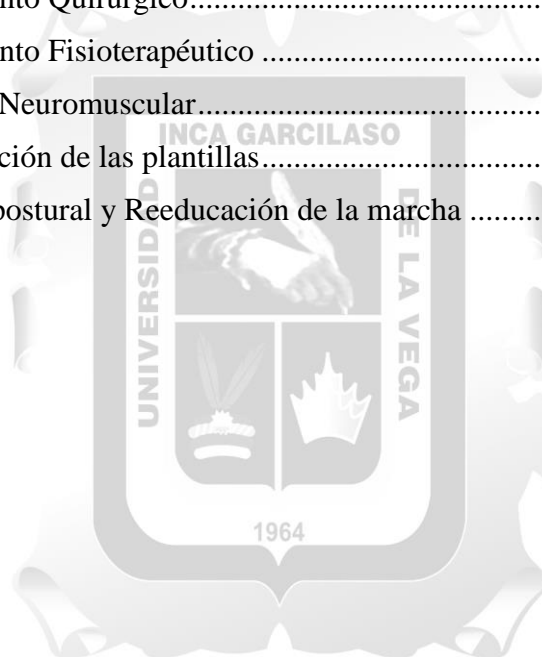 nto Quirúrgico...............................................
nto Fisioterapéutico ....................................
Neuromuscular.............................................
ción de las plantillas....................................
postural y Reeducación de la marcha .........
INCA GARCILASO
UNIVERSIDAD
DE LA VEGA
1964